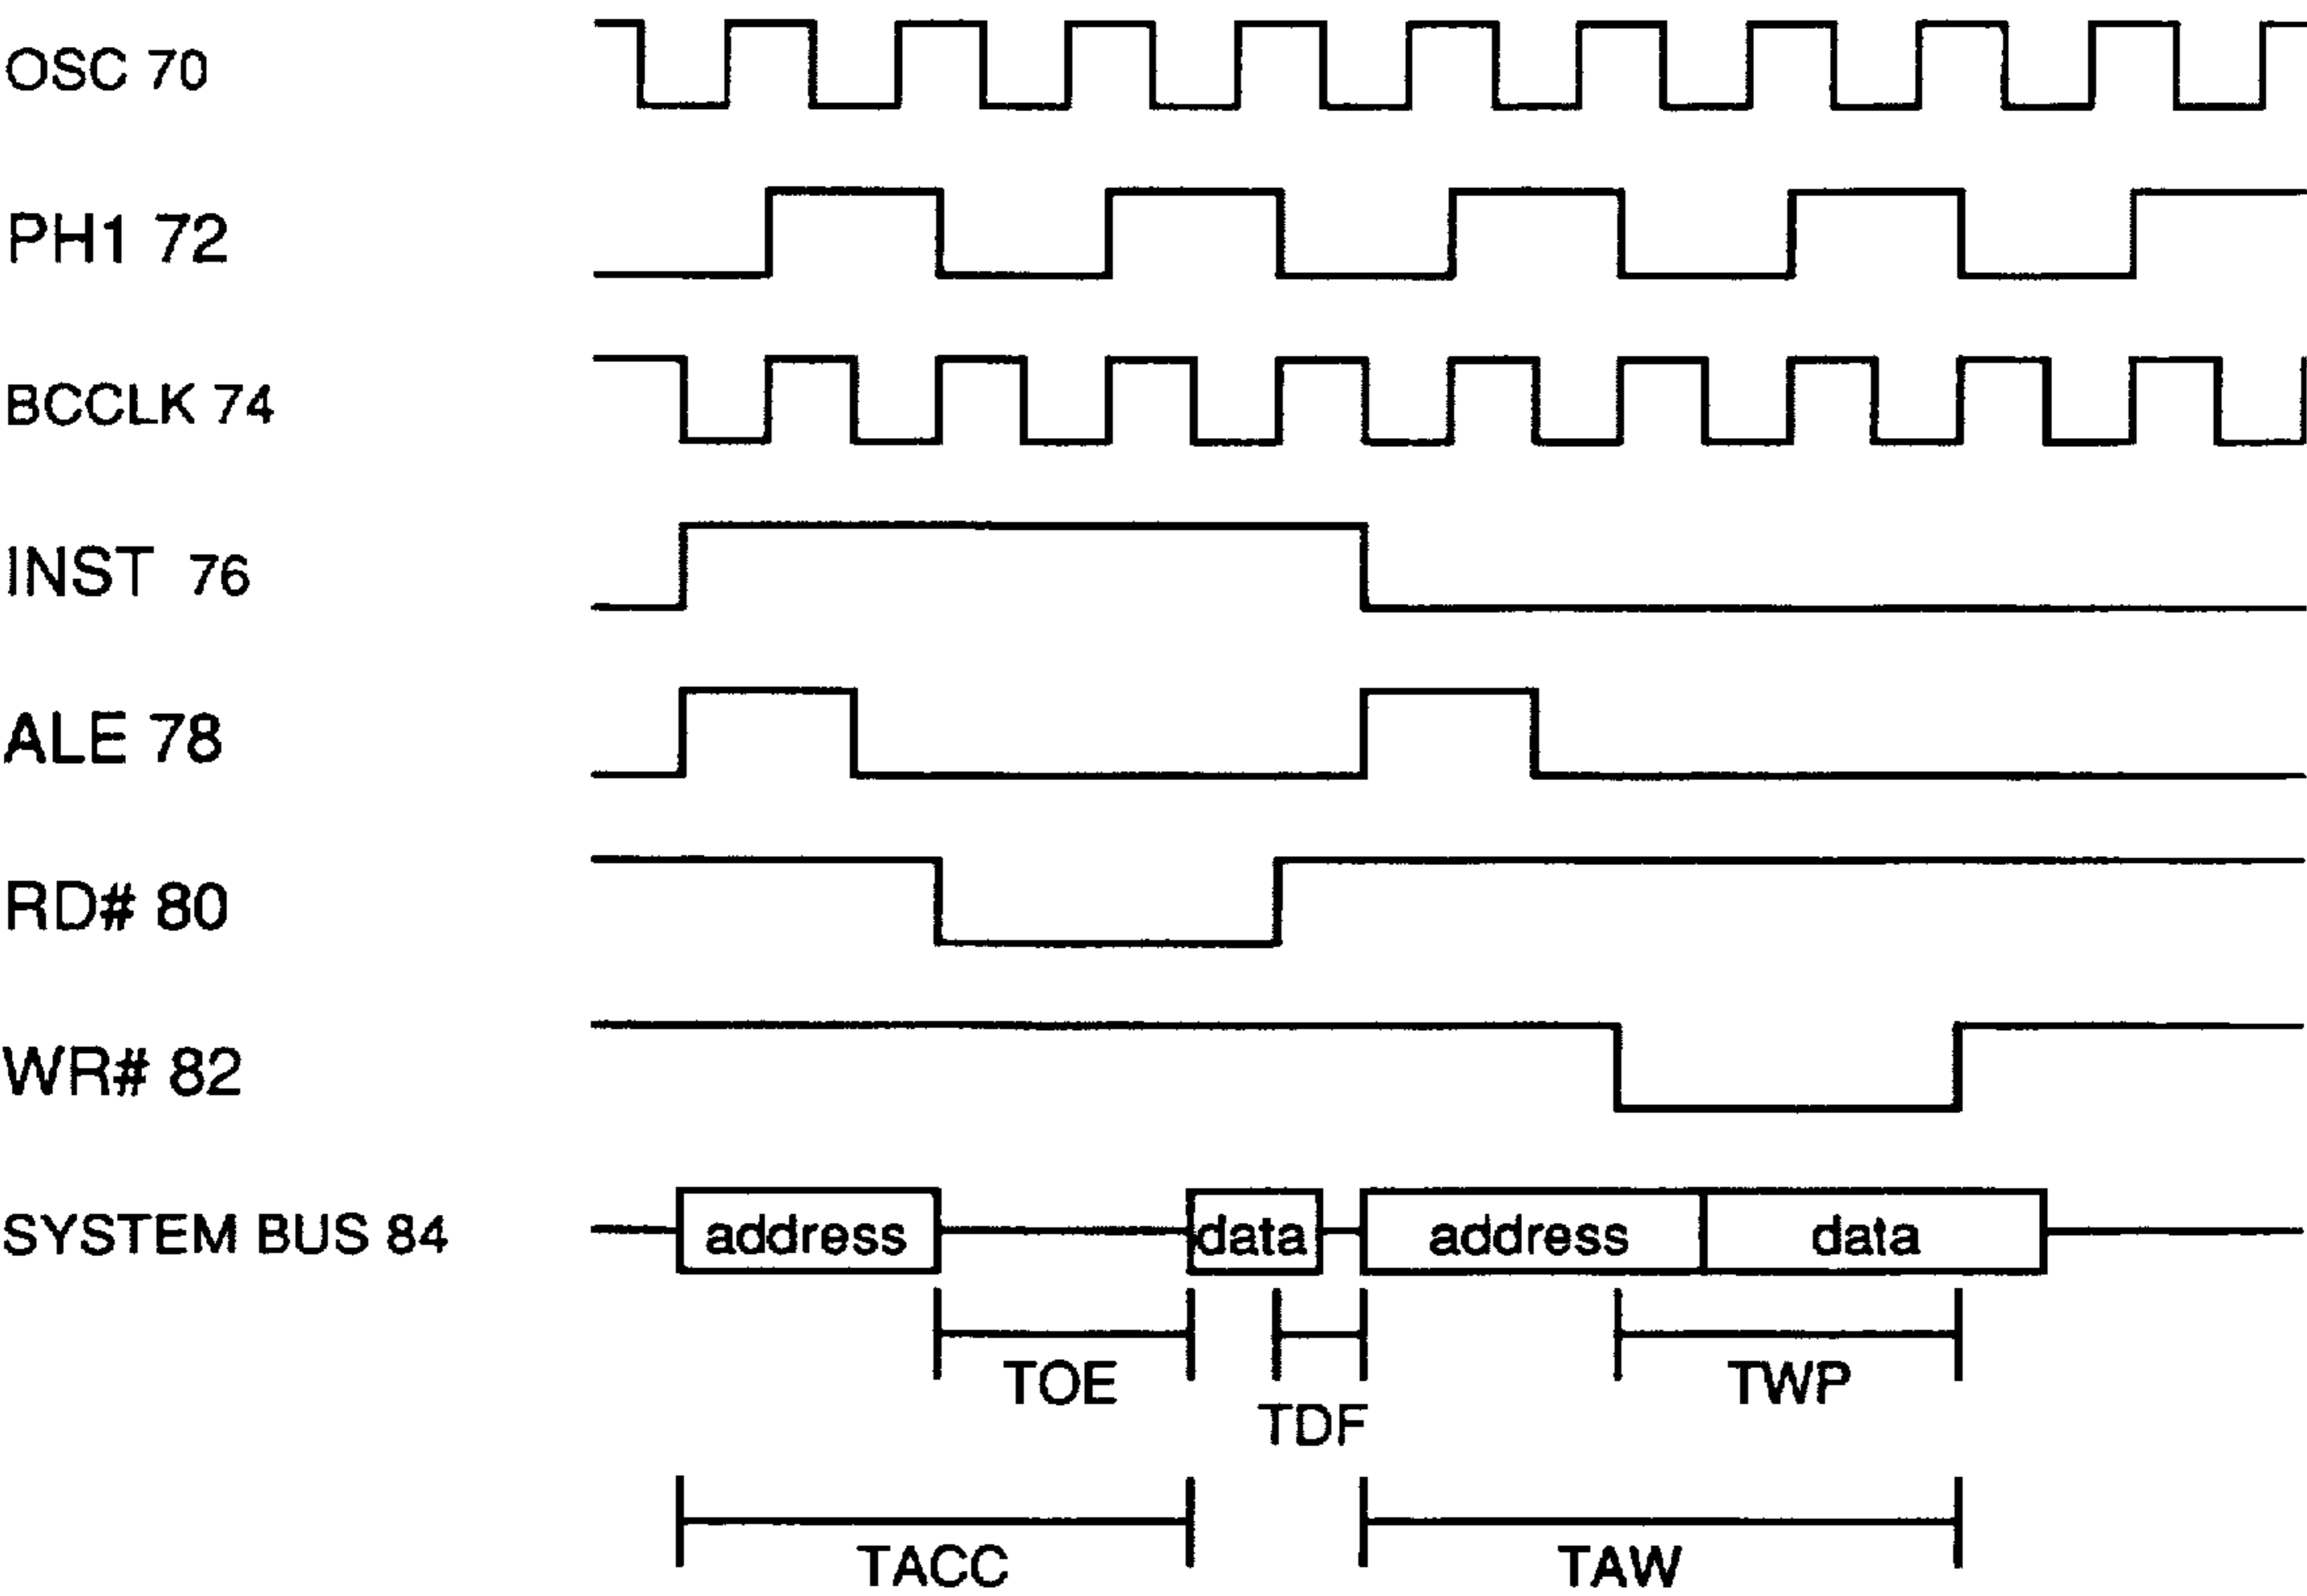 OSC 70
PH1 72
BCCLK 74
INST 76
ALE 78
RD# 80
WR# 82
SYSTEM BUS 84 address data address data
TOE TWP
TDF
TACC TAW